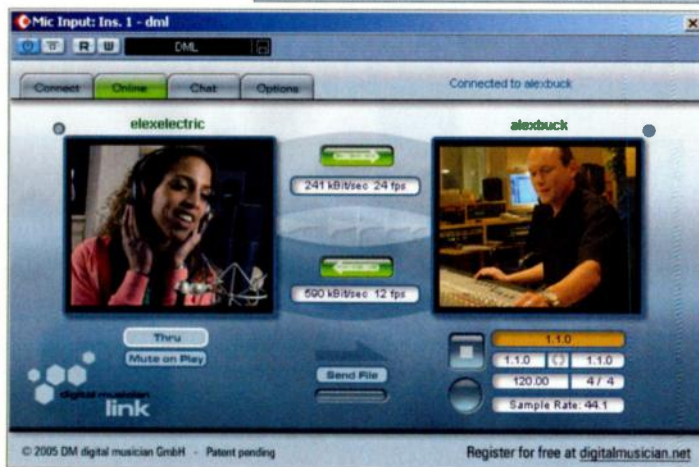 Mic Input: Ins. 1 - dml
R W DML
Connect Online Chat Options Connected to alexbuck
elexelectric alexbuck
241 kBit/sec 24 fps
690 kBit/sec 12 fps
Thru
Mute on Play
Send File
1.1.0
1.1.0 1.1.0
120.00 4 / 4
Sample Rate: 44.1
digital musician
link
© 2005 DM digital musician GmbH - Patent pending
Register for free at digitalmusician.net